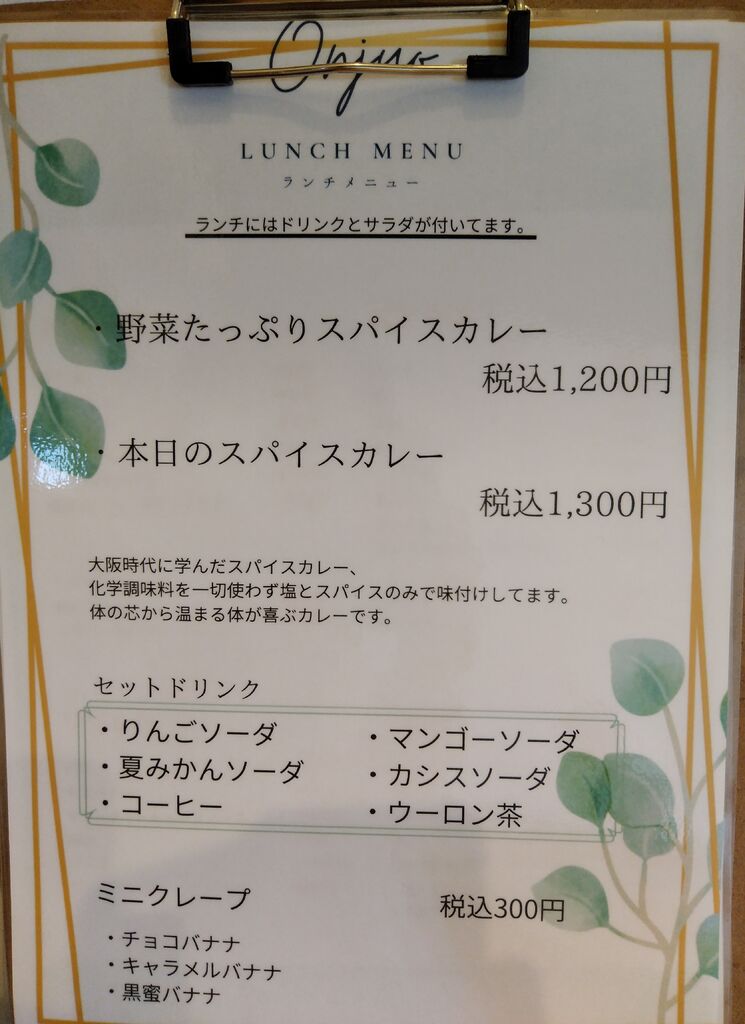 LUNCH MENU
ランチメニュー
ランチにはドリンクとサラダが付いてます。
・野菜たっぷりスパイスカレー
税込1,200円
・本日のスパイスカレー
税込1,300円
大阪時代に学んだスパイスカレー、
化学調味料を一切使わず塩とスパイスのみで味付けしてます。
体の芯から温まる体が喜ぶカレーです。
セットドリンク
・りんごソーダ ・マンゴーソーダ
・夏みかんソーダ ・カシスソーダ
・コーヒー ・ウーロン茶
ミニクレープ 税込300円
・チョコバナナ
・キャラメルバナナ
・黒蜜バナナ